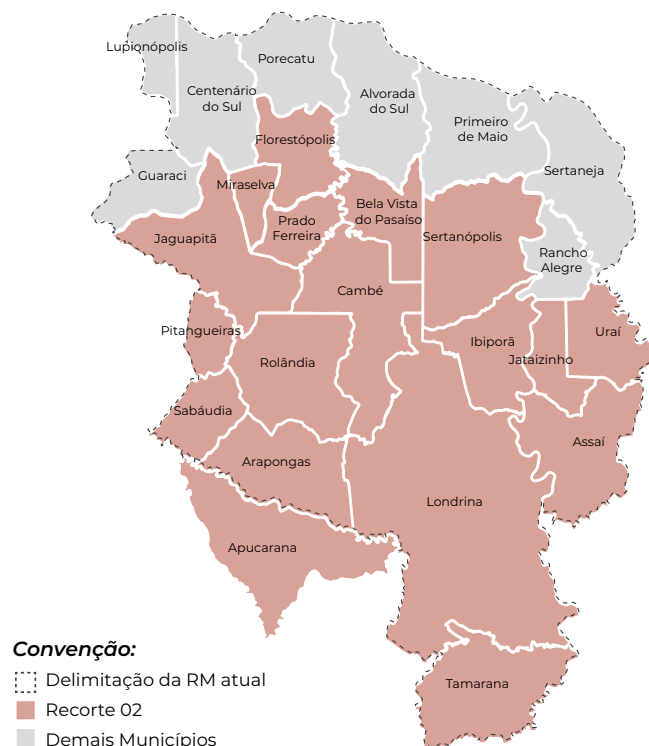 Lupionópolis
Porecatu
Centenário
do Sul
Alvorada
do Sul
Primeiro
de Maio
Florestópolis
Sertaneja
Guaraci
Miraselva
Bela Vista
do Pasaíso
Prado
Ferreira
Jaguapitã
Sertanópolis
Rancho
Alegre
Cambé
Pitangueiras
Uraí
Ibiporã
Rolândia
Jataizinho
Sabáudia
Assaí
Arapongas
Londrina
Apucarana
Tamarana
Convenção:
Delimitação da RM atual
Recorte 02
Demais Municípios